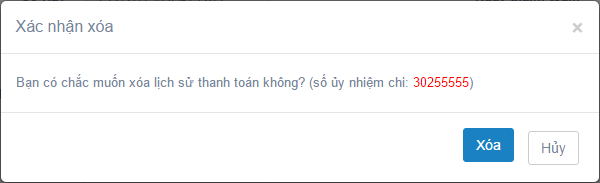 Xác nhận xóa
×
Bạn có chắc muốn xóa lịch sử thanh toán không? (số ủy nhiệm chi: 30255555)
Xóa
Hủy